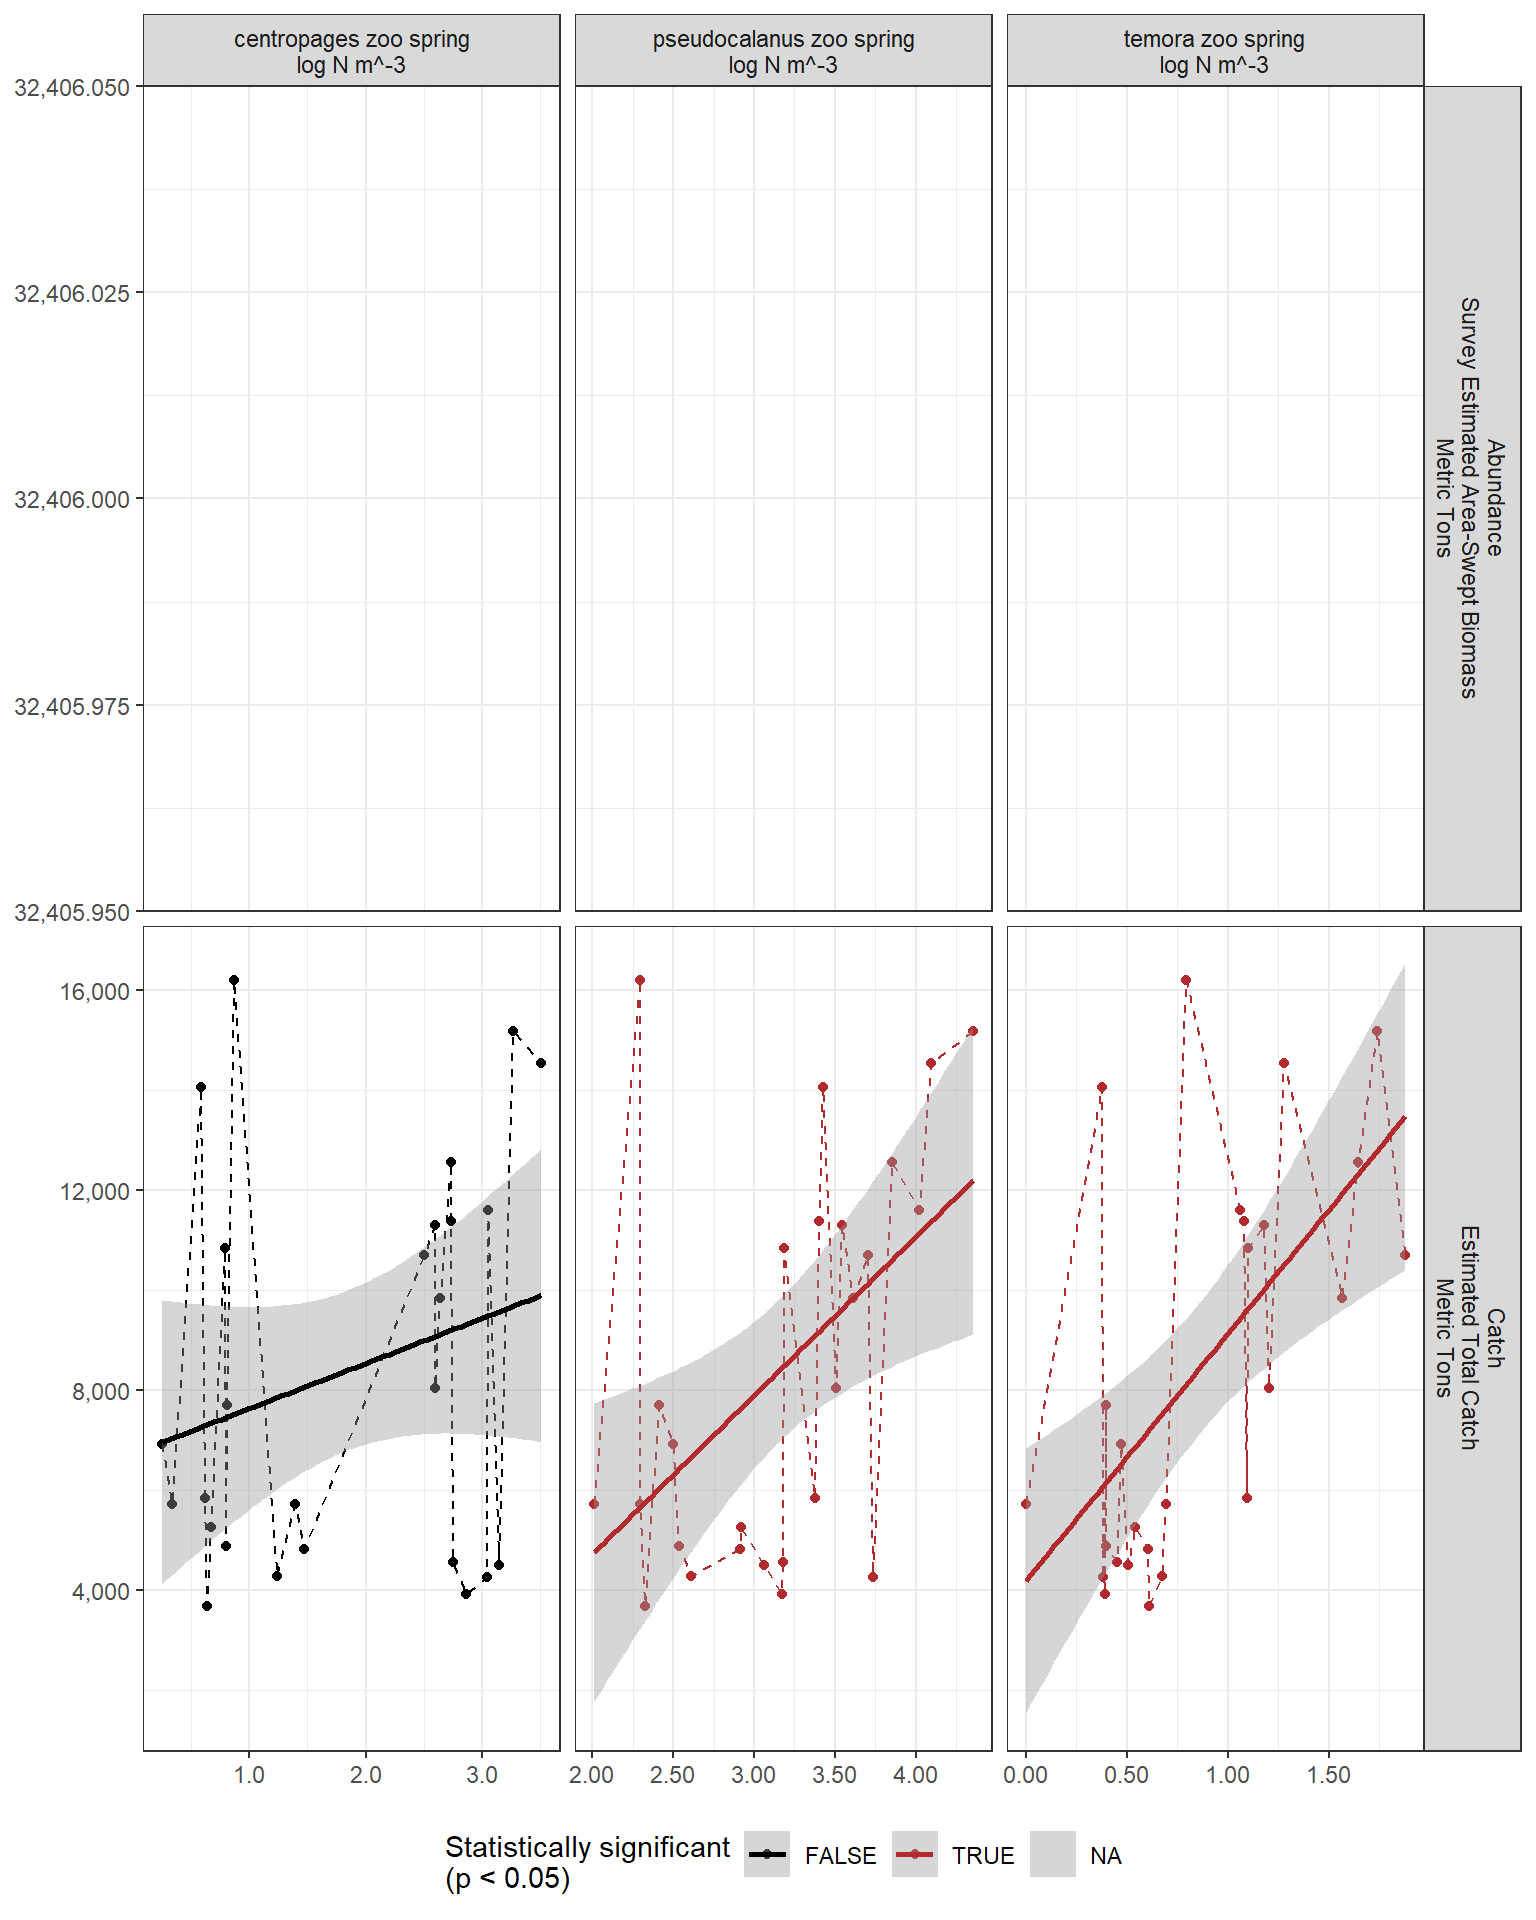 centropages zoo spring
log N m^-3
pseudocalanus zoo spring
log N m^-3
temora zoo spring
log N m^-3
32,406.050
32,406.025
32,406.000
32,405.975
32,405.950
Abundance
Survey Estimated Area-Swept Biomass
Metric Tons
16,000
12,000
8,000
4,000
Catch
Estimated Total Catch
Metric Tons
1.0 2.0 3.0
2.00 2.50 3.00 3.50 4.00
0.00 0.50 1.00 1.50
Statistically significant
(p < 0.05)
FALSE
TRUE
NA